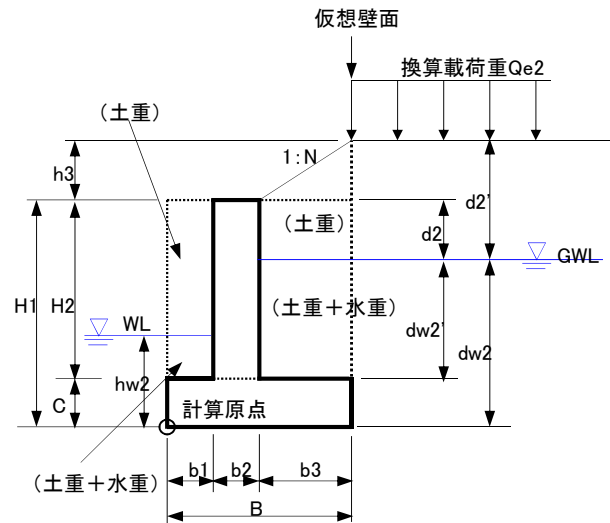 仮想壁面
換算載荷重Qe2
(土重)
1:N
h3
(土重)
d2'
d2
GWL
H1
H2
WL
(土重+水重)
dw2'
dw2
hw2
C
計算原点
(土重+水重)
b1
b2
b3
B